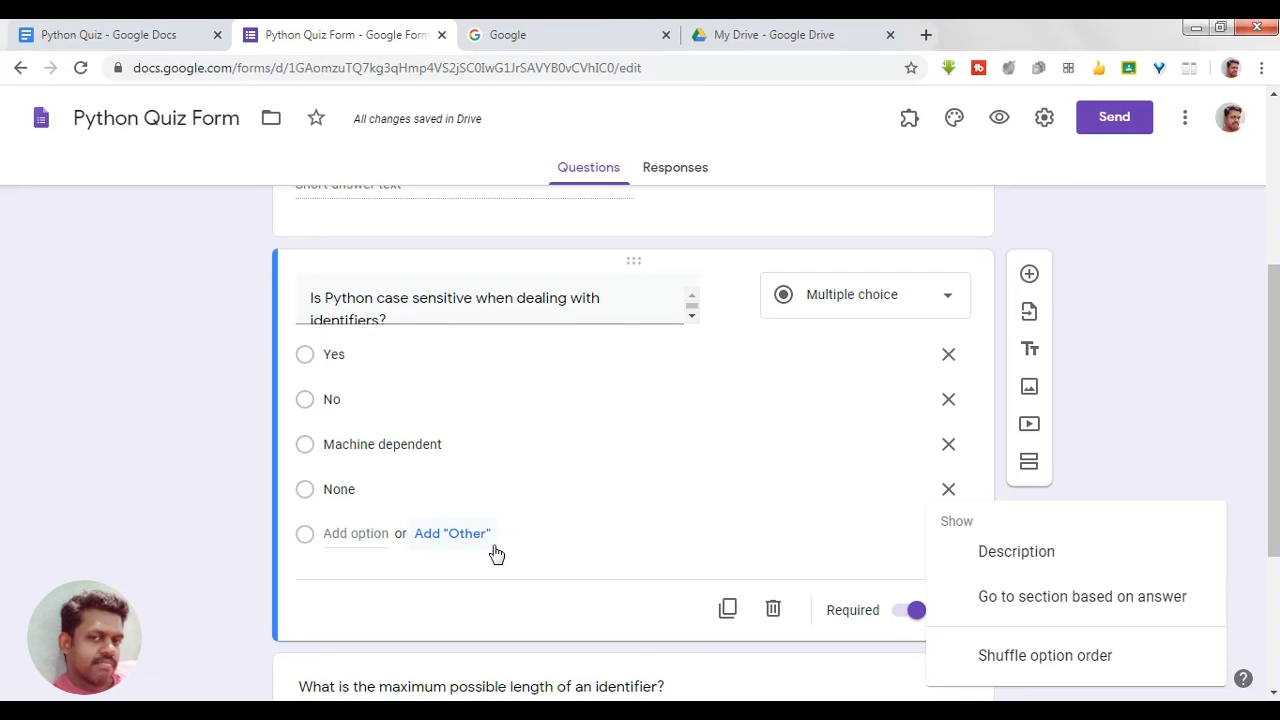 Python Quiz - Google Docs
Python Quiz Form - Google Form
Google
My Drive - Google Drive
docs.google.com/forms/d/1GAomzuTQ7kg3qHmp4VS2jSC0IwG1JrSAVYB0vCVhIC0/edit
Python Quiz Form
All changes saved in Drive
Send
Questions
Responses
Short answer text
Is Python case sensitive when dealing with
identifiers?
Multiple choice
Yes
No
Machine dependent
None
Add option or Add "Other"
Required
Show
Description
Go to section based on answer
Shuffle option order
What is the maximum possible length of an identifier?